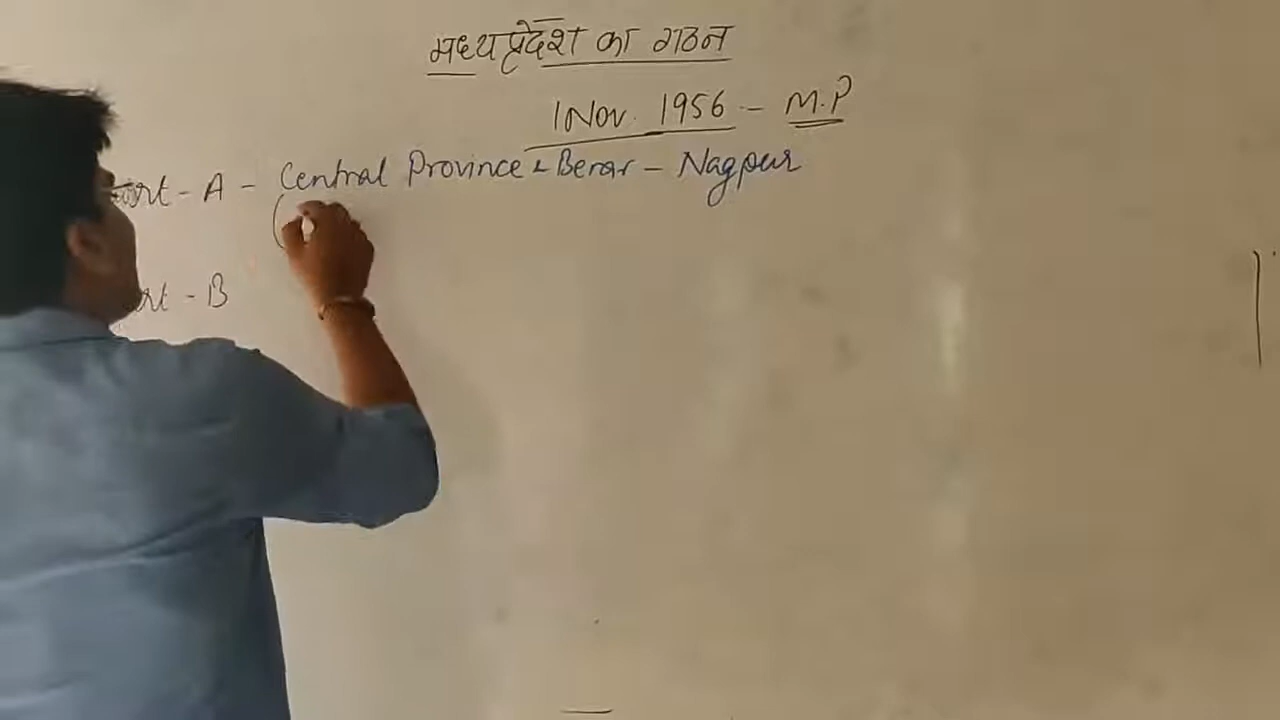 मध्यप्रदेश का गठन
1 Nov. 1956 - M.P
Part - A - Central Province & Berar - Nagpur
(
Part - B